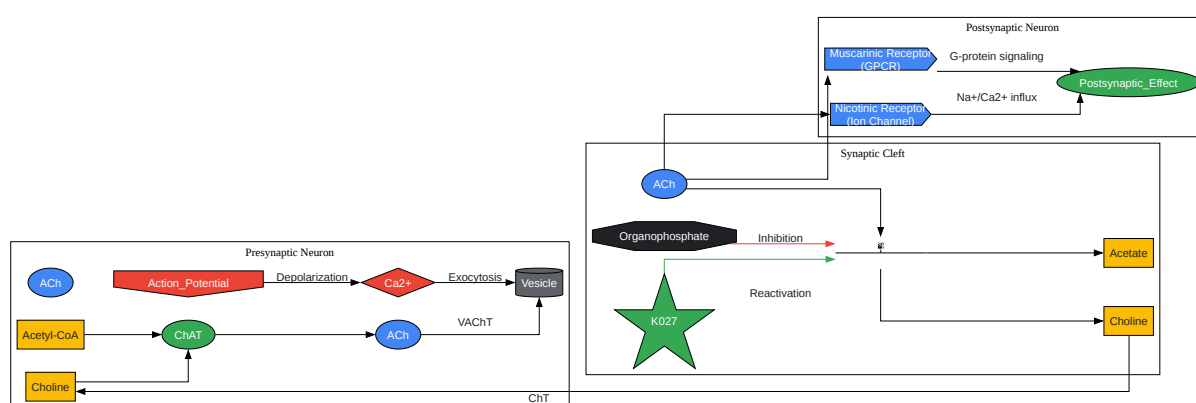 Postsynaptic Neuron
Muscarinic Receptor
(GPCR)
G-protein signaling
Postsynaptic_Effect
Nicotinic Receptor
(Ion Channel)
Na+/Ca2+ influx
Synaptic Cleft
ACh
Organophosphate
Inhibition
Acetate
K027
Reactivation
Choline
Presynaptic Neuron
ACh
Action_Potential
Depolarization
Ca2+
Exocytosis
Vesicle
Acetyl-CoA
ChAT
ACh
VAChT
Choline
ChT